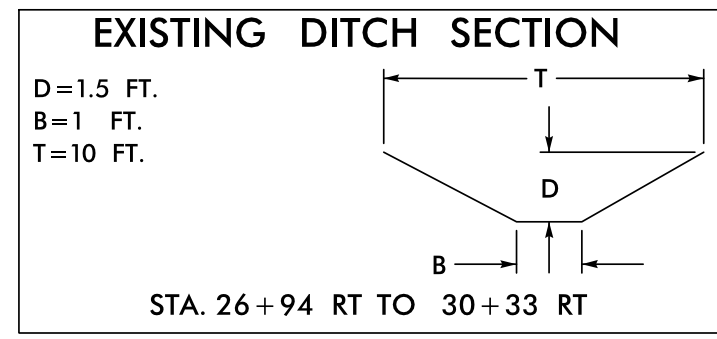 EXISTING DITCH SECTION
D=1.5 FT.
B=1 FT.
T=10 FT.
T
D
B
STA. 26+94 RT TO 30+33 RT